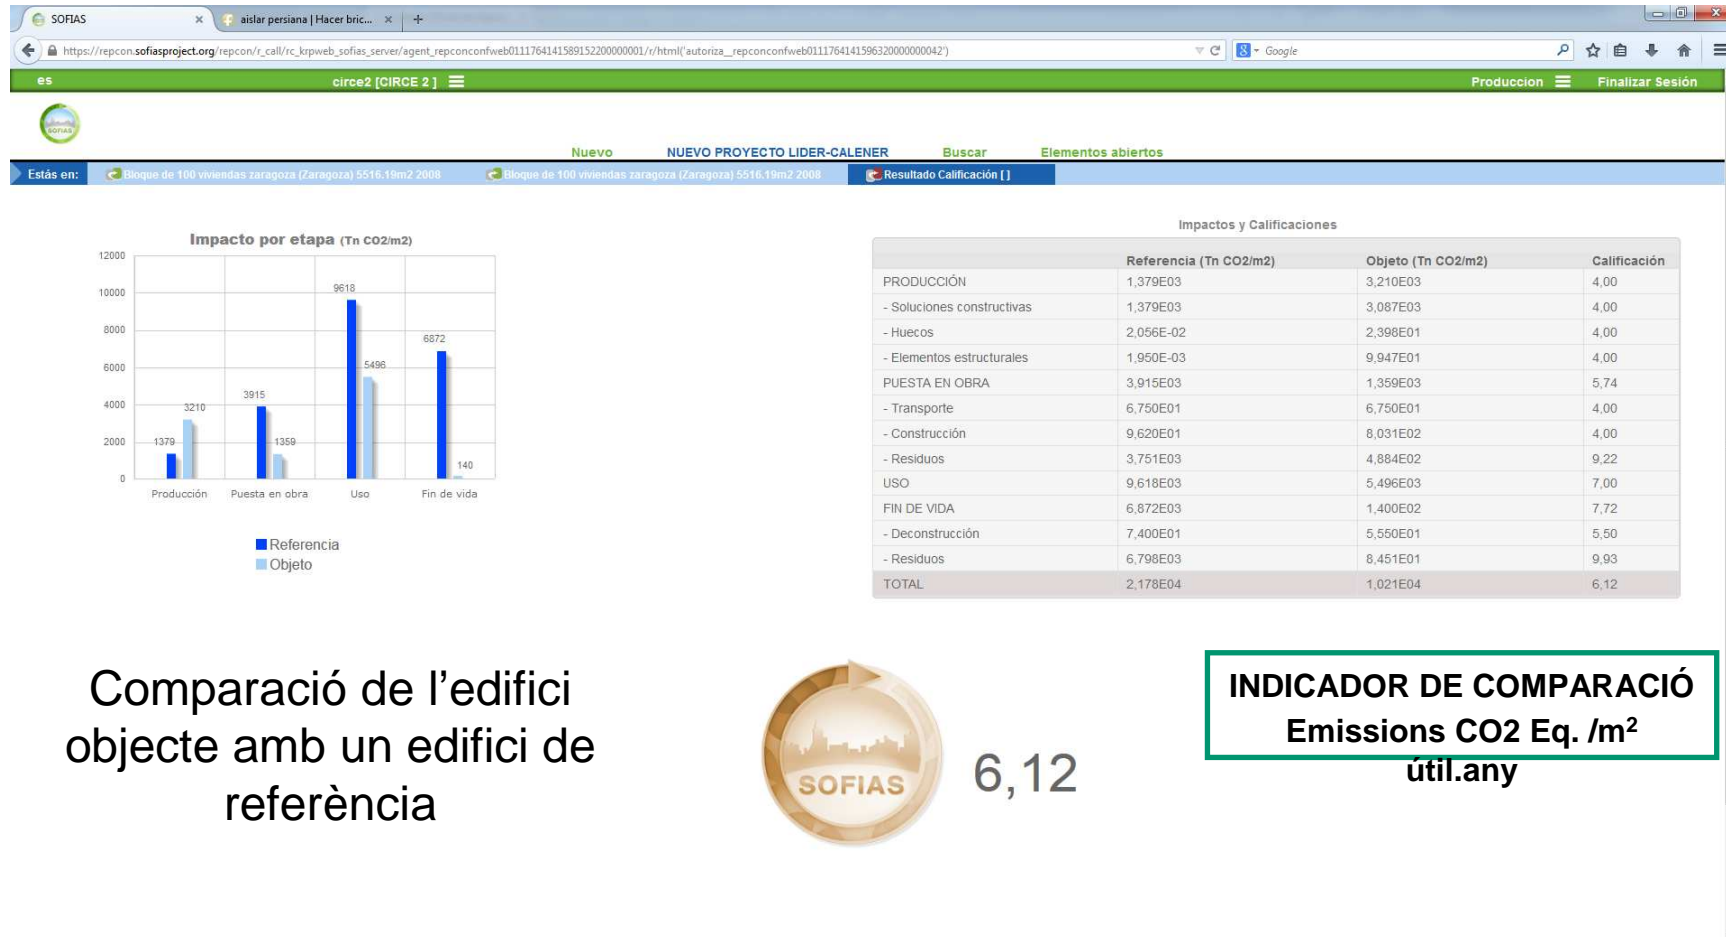 SOFIAS × aislar persiana | Hacer bric... × +
https://repcon.sofiasproject.org/repcon/r_call/rc_krpweb_sofias_server/agent_repconconfweb0111764141589152200000001/r/html('autoriza__repconconfweb0111764141596320000000042') Google
es circe2 [CIRCE 2 ] Produccion Finalizar Sesión
SOFIAS
Nuevo NUEVO PROYECTO LIDER-CALENER Buscar Elementos abiertos
Estás en: Bloque de 100 viviendas zaragoza (Zaragoza) 5516.19m2 2008 Bloque de 100 viviendas zaragoza (Zaragoza) 5516.19m2 2008 Resultado Calificación [ ]
Impacto por etapa (Tn CO2/m2)
12000
10000
8000
6000
4000
2000
0
1379
3210
3915
1359
9618
5496
6872
140
Producción Puesta en obra Uso Fin de vida
Referencia
Objeto
Impactos y Calificaciones
Referencia (Tn CO2/m2) Objeto (Tn CO2/m2) Calificación
PRODUCCIÓN 1,379E03 3,210E03 4,00
- Soluciones constructivas 1,379E03 3,087E03 4,00
- Huecos 2,056E-02 2,398E01 4,00
- Elementos estructurales 1,950E-03 9,947E01 4,00
PUESTA EN OBRA 3,915E03 1,359E03 5,74
- Transporte 6,750E01 6,750E01 4,00
- Construcción 9,620E01 8,031E02 4,00
- Residuos 3,751E03 4,884E02 9,22
USO 9,618E03 5,496E03 7,00
FIN DE VIDA 6,872E03 1,400E02 7,72
- Deconstrucción 7,400E01 5,550E01 5,50
- Residuos 6,798E03 8,451E01 9,93
TOTAL 2,178E04 1,021E04 6,12
Comparació de l’edifici
objecte amb un edifici de
referència
SOFIAS
6,12
INDICADOR DE COMPARACIÓ
Emissions CO2 Eq. /m²
útil.any